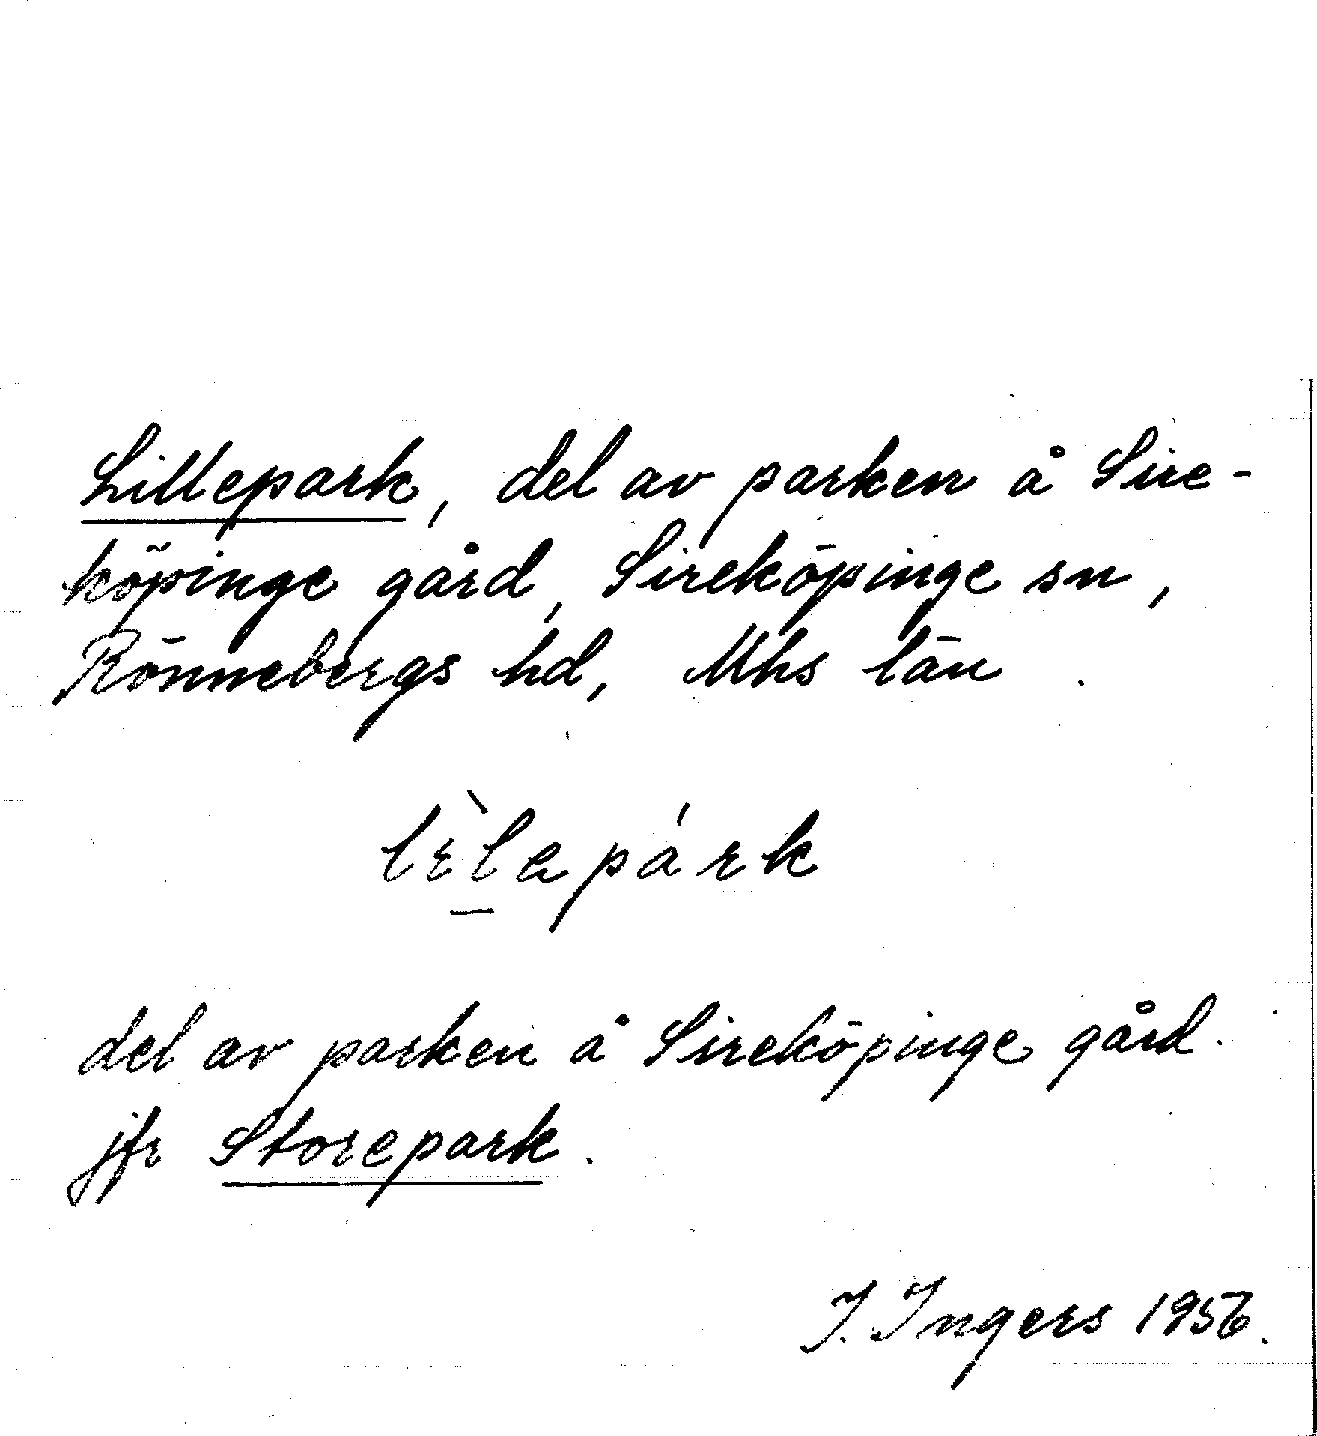 Lillepark, del av parken å Sire-
köpinge gård, Sireköpinge sn,
Rönnebergs hd, Mhs län.
del av parken å Sireköpinge gård.
jfr Storepark.
I. Ingers 1956.